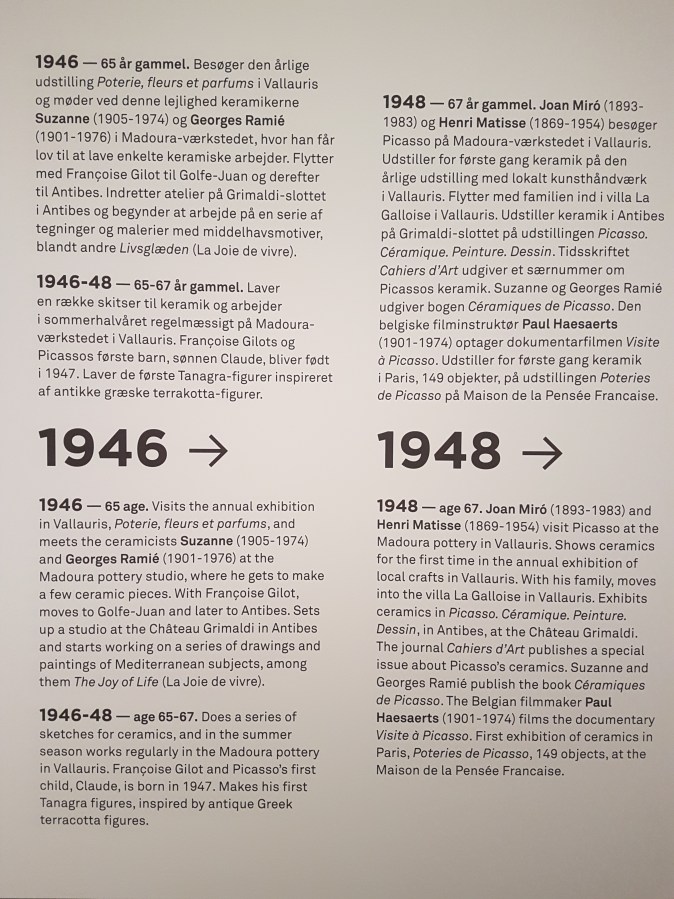 1946 — 65 år gammel. Besøger den årlige
udstilling Poterie, fleurs et parfums i Vallauris
og møder ved denne lejlighed keramikerne
Suzanne (1905-1974) og Georges Ramié
(1901-1976) i Madoura-værkstedet, hvor han får
lov til at lave enkelte keramiske arbejder. Flytter
med Françoise Gilot til Golfe-Juan og derefter
til Antibes. Indretter atelier på Grimaldi-slottet
i Antibes og begynder at arbejde på en serie af
tegninger og malerier med middelhavsmotiver,
blandt andre Livsglæden (La Joie de vivre).
1946-48 — 65-67 år gammel. Laver
en række skitser til keramik og arbejder
i sommerhalvåret regelmæssigt på Madoura-
værkstedet i Vallauris. Françoise Gilots og
Picassos første barn, sønnen Claude, bliver født
i 1947. Laver de første Tanagra-figurer inspireret
af antikke græske terrakotta-figurer.
1946 →
1946 — 65 age. Visits the annual exhibition
in Vallauris, Poterie, fleurs et parfums, and
meets the ceramicists Suzanne (1905-1974)
and Georges Ramié (1901-1976) at the
Madoura pottery studio, where he gets to make
a few ceramic pieces. With Françoise Gilot,
moves to Golfe-Juan and later to Antibes. Sets
up a studio at the Château Grimaldi in Antibes
and starts working on a series of drawings and
paintings of Mediterranean subjects, among
them The Joy of Life (La Joie de vivre).
1946-48 — age 65-67. Does a series of
sketches for ceramics, and in the summer
season works regularly in the Madoura pottery
in Vallauris. Françoise Gilot and Picasso's first
child, Claude, is born in 1947. Makes his first
Tanagra figures, inspired by antique Greek
terracotta figures.
1948 — 67 år gammel. Joan Miró (1893-
1983) og Henri Matisse (1869-1954) besøger
Picasso på Madoura-værkstedet i Vallauris.
Udstiller for første gang keramik på den
årlige udstilling med lokalt kunsthåndværk
i Vallauris. Flytter med familien ind i villa La
Galloise i Vallauris. Udstiller keramik i Antibes
på Grimaldi-slottet på udstillingen Picasso.
Céramique. Peinture. Dessin. Tidsskriftet
Cahiers d'Art udgiver et særnummer om
Picassos keramik. Suzanne og Georges Ramié
udgiver bogen Céramiques de Picasso. Den
belgiske filminstruktør Paul Haesaerts
(1901-1974) optager dokumentarfilmen Visite
à Picasso. Udstiller for første gang keramik
i Paris, 149 objekter, på udstillingen Poteries
de Picasso på Maison de la Pensée Francaise.
1948 →
1948 — age 67. Joan Miró (1893-1983) and
Henri Matisse (1869-1954) visit Picasso at the
Madoura pottery in Vallauris. Shows ceramics
for the first time in the annual exhibition of
local crafts in Vallauris. With his family, moves
into the villa La Galloise in Vallauris. Exhibits
ceramics in Picasso. Céramique. Peinture.
Dessin, in Antibes, at the Château Grimaldi.
The journal Cahiers d'Art publishes a special
issue about Picasso's ceramics. Suzanne and
Georges Ramié publish the book Céramiques
de Picasso. The Belgian filmmaker Paul
Haesaerts (1901-1974) films the documentary
Visite à Picasso. First exhibition of ceramics in
Paris, Poteries de Picasso, 149 objects, at the
Maison de la Pensée Francaise.